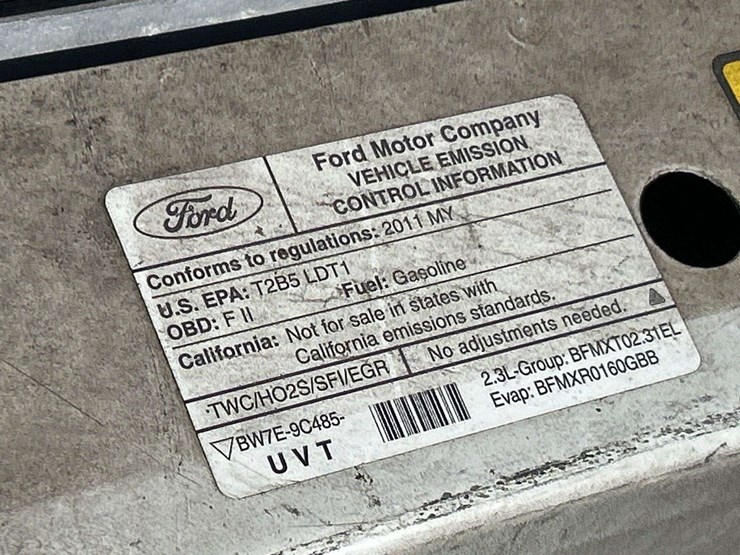 Ford
Ford Motor Company
VEHICLE EMISSION
CONTROL INFORMATION
Conforms to regulations: 2011 MY
U.S. EPA: T2B5 LDT1
OBD: F II Fuel: Gasoline
California: Not for sale in states with
California emissions standards.
TWC/HO2S/SFI/EGR No adjustments needed.
BW7E-9C485-
UVT
2.3L-Group: BFMXT02.31EL
Evap: BFMXR0160GBB